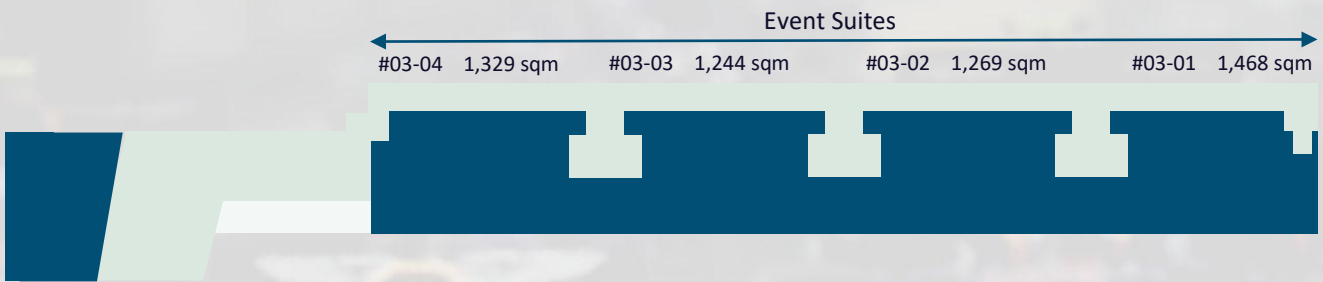 Event Suites
#03-04 1,329 sqm #03-03 1,244 sqm #03-02 1,269 sqm #03-01 1,468 sqm